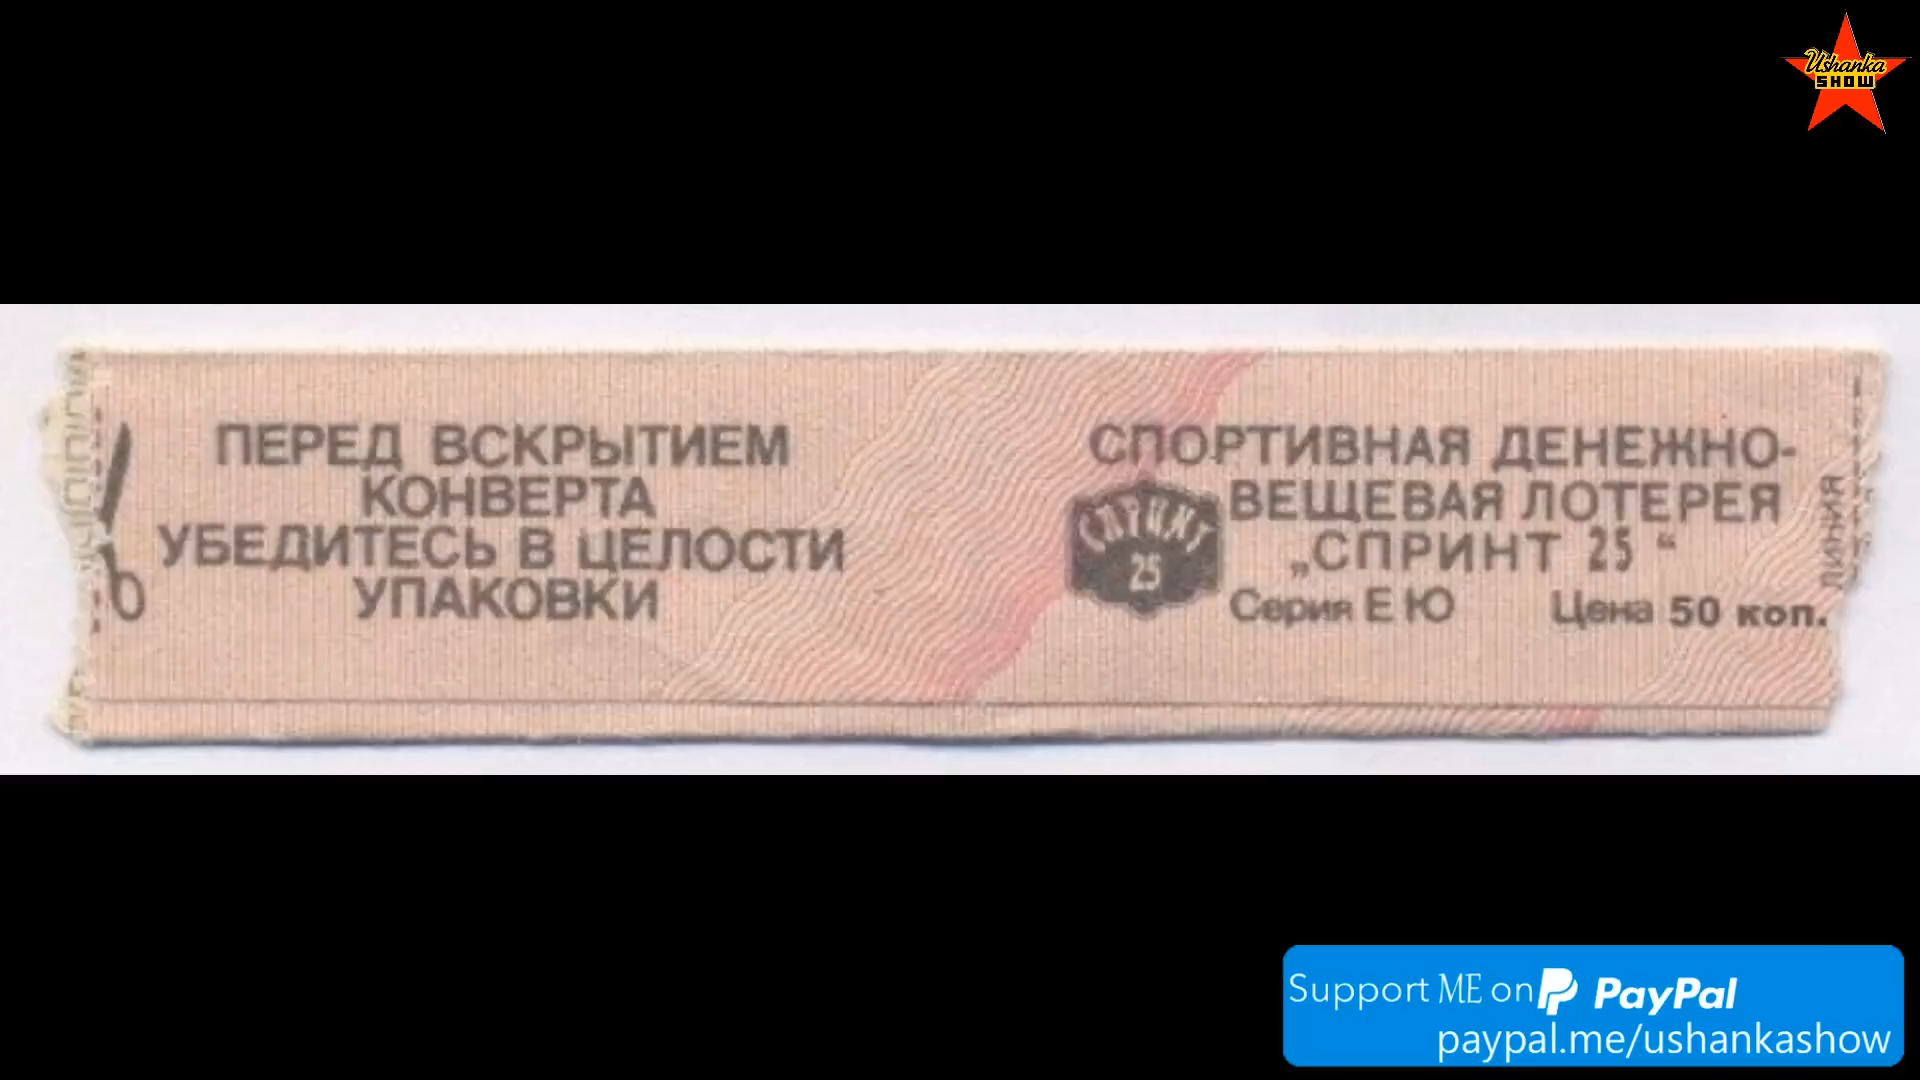 Ushanka
SHOW
ПЕРЕД ВСКРЫТИЕМ
КОНВЕРТА
УБЕДИТЕСЬ В ЦЕЛОСТИ
УПАКОВКИ
СПОРТИВНАЯ ДЕНЕЖНО-
ВЕЩЕВАЯ ЛОТЕРЕЯ
„СПРИНТ 25“
Серия Е Ю Цена 50 коп.
СПРИНТ
25
ЛИНИЯ
Support ME on PayPal
paypal.me/ushankashow